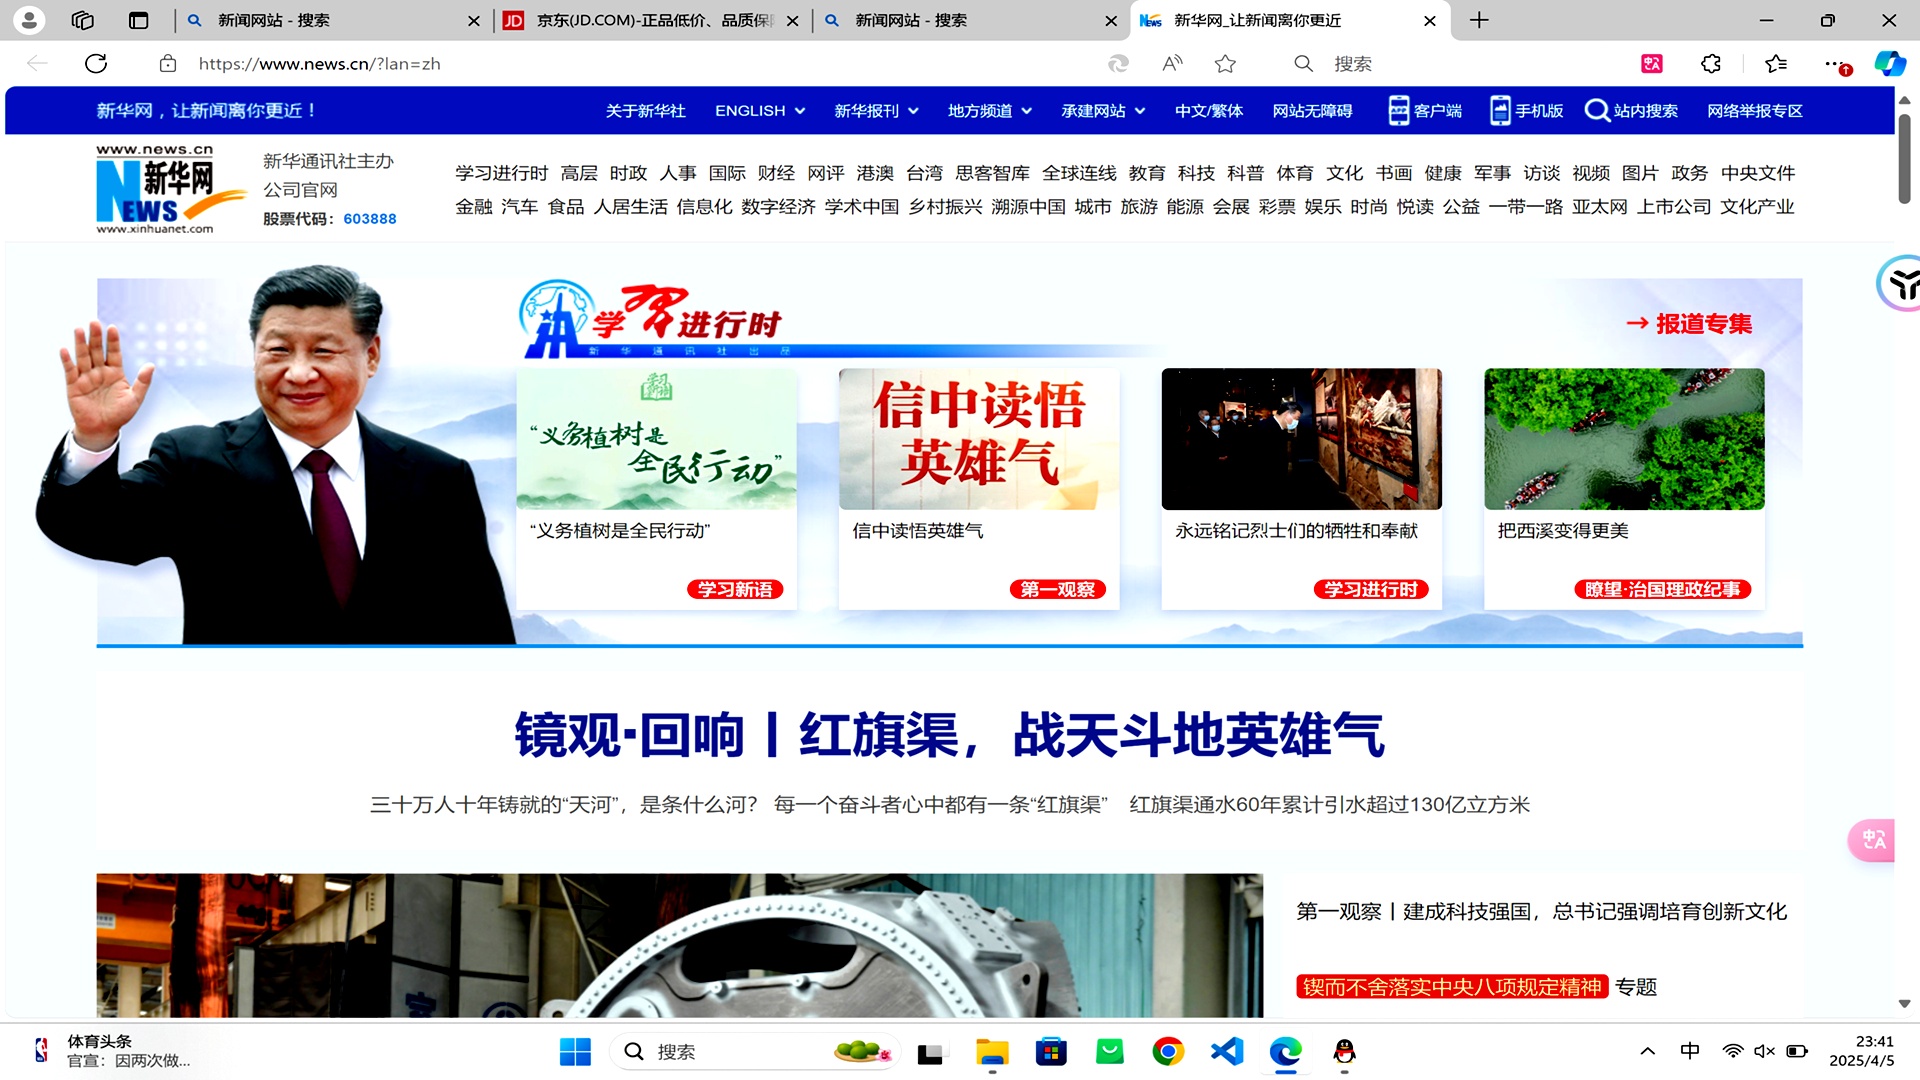 新闻网站 - 搜索
京东(JD.COM)-正品低价、品质保
新闻网站 - 搜索
新华网_让新闻离你更近
https://www.news.cn/?lan=zh
搜索
新华网，让新闻离你更近！
关于新华社 ENGLISH 新华报刊 地方频道 承建网站 中文/繁体 网站无障碍 客户端 手机版 站内搜索 网络举报专区
www.news.cn
新华网
NEWS
www.xinhuanet.com
新华通讯社主办
公司官网
股票代码：603888
学习进行时 高层 时政 人事 国际 财经 网评 港澳 台湾 思客智库 全球连线 教育 科技 科普 体育 文化 书画 健康 军事 访谈 视频 图片 政务 中央文件
金融 汽车 食品 人居生活 信息化 数字经济 学术中国 乡村振兴 溯源中国 城市 旅游 能源 会展 彩票 娱乐 时尚 悦读 公益 一带一路 亚太网 上市公司 文化产业
学习进行时
新华通讯社出品
→ 报道专集
“义务植树是
全民行动”
信中读悟
英雄气
“义务植树是全民行动”
学习新语
信中读悟英雄气
第一观察
永远铭记烈士们的牺牲和奉献
学习进行时
把西溪变得更美
瞭望·治国理政纪事
镜观·回响丨红旗渠，战天斗地英雄气
三十万人十年铸就的“天河”，是条什么河？ 每一个奋斗者心中都有一条“红旗渠” 红旗渠通水60年累计引水超过130亿立方米
第一观察丨建成科技强国，总书记强调培育创新文化
锲而不舍落实中央八项规定精神 专题
体育头条
官宣：因两次做...
搜索
中
23:41
2025/4/5